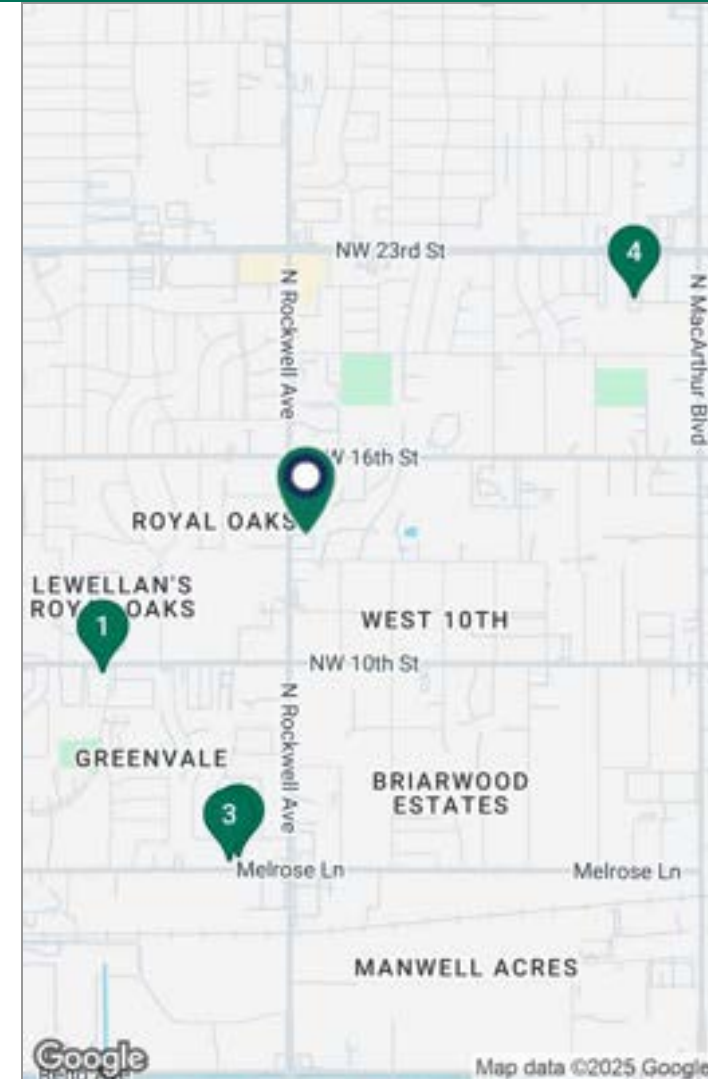 NW 23rd St
4
N Rockwell Ave
N MacArthur Blvd
W 16th St
ROYAL OAKS
LEWELLAN'S
ROY OAKS
1
WEST 10TH
NW 10th St
N Rockwell Ave
GREENVALE
BRIARWOOD
ESTATES
3
Melrose Ln
Melrose Ln
MANWELL ACRES
Google
Map data ©2025 Google